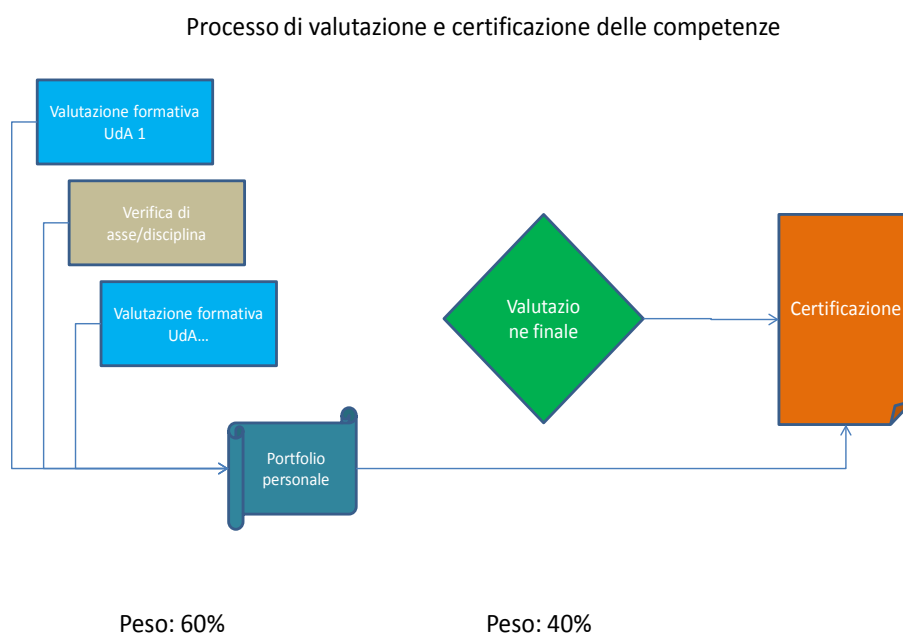 Processo di valutazione e certificazione delle competenze
Valutazione formativa
UdA 1
Verifica di
asse/disciplina
Valutazione formativa
UdA...
Valutazio
ne finale
Certificazione
Portfolio
personale
Peso: 60%
Peso: 40%